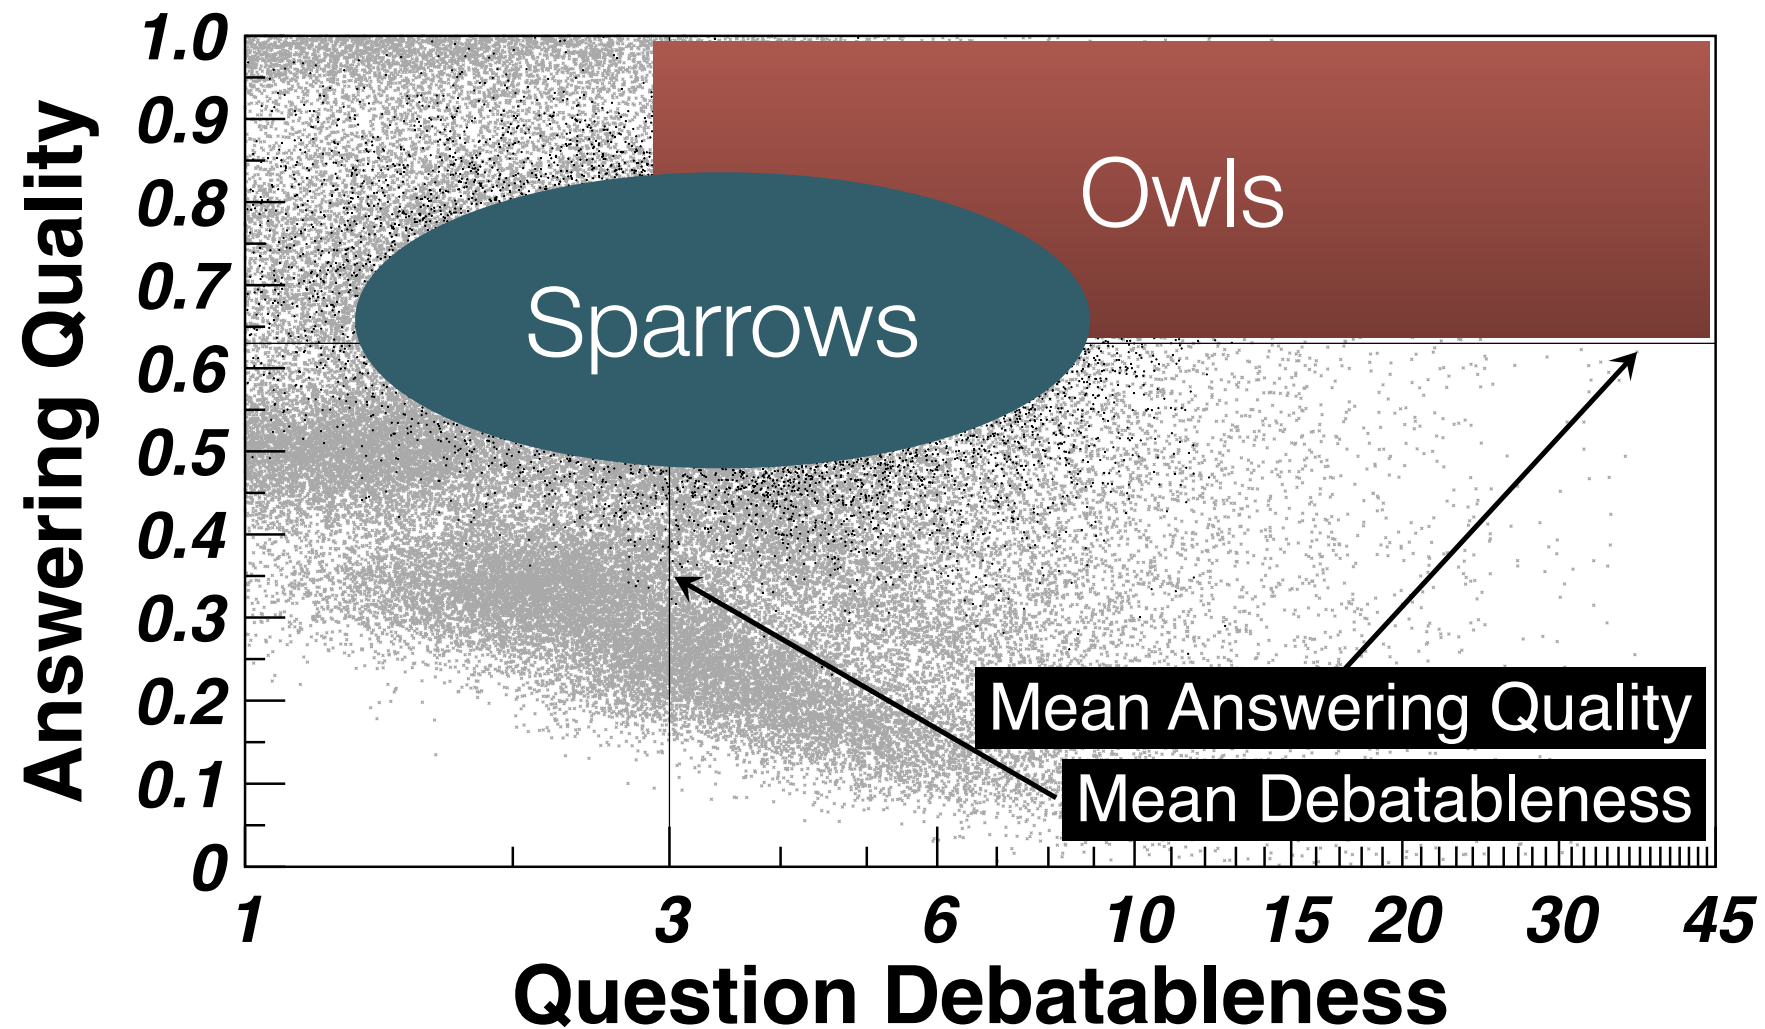 1.0
0.9
0.8
0.7
0.6
0.5
0.4
0.3
0.2
0.1
0
Answering Quality
Owls
Sparrows
Mean Answering Quality
Mean Debatableness
1 3 6 10 15 20 30 45
Question Debatableness